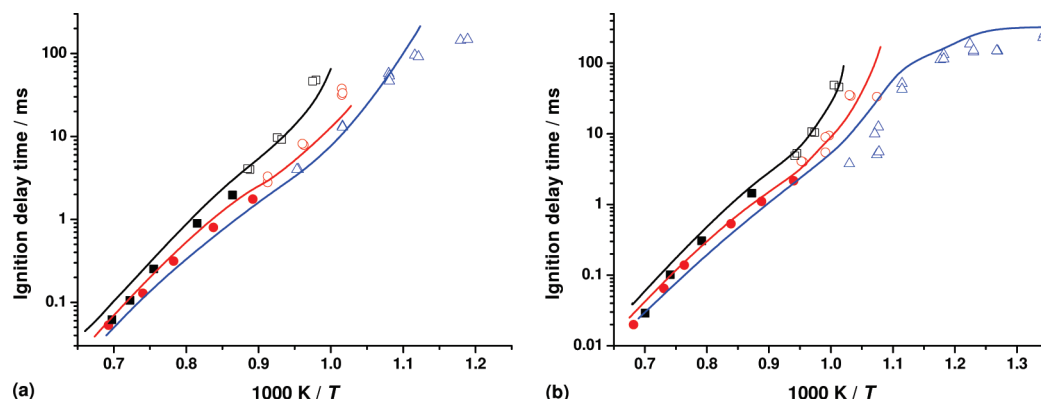 100
10
1
0.1
Ignition delay time / ms
0.7 0.8 0.9 1.0 1.1 1.2
(a) 1000 K / T
100
10
1
0.1
0.01
Ignition delay time / ms
0.7 0.8 0.9 1.0 1.1 1.2 1.3
(b) 1000 K / T